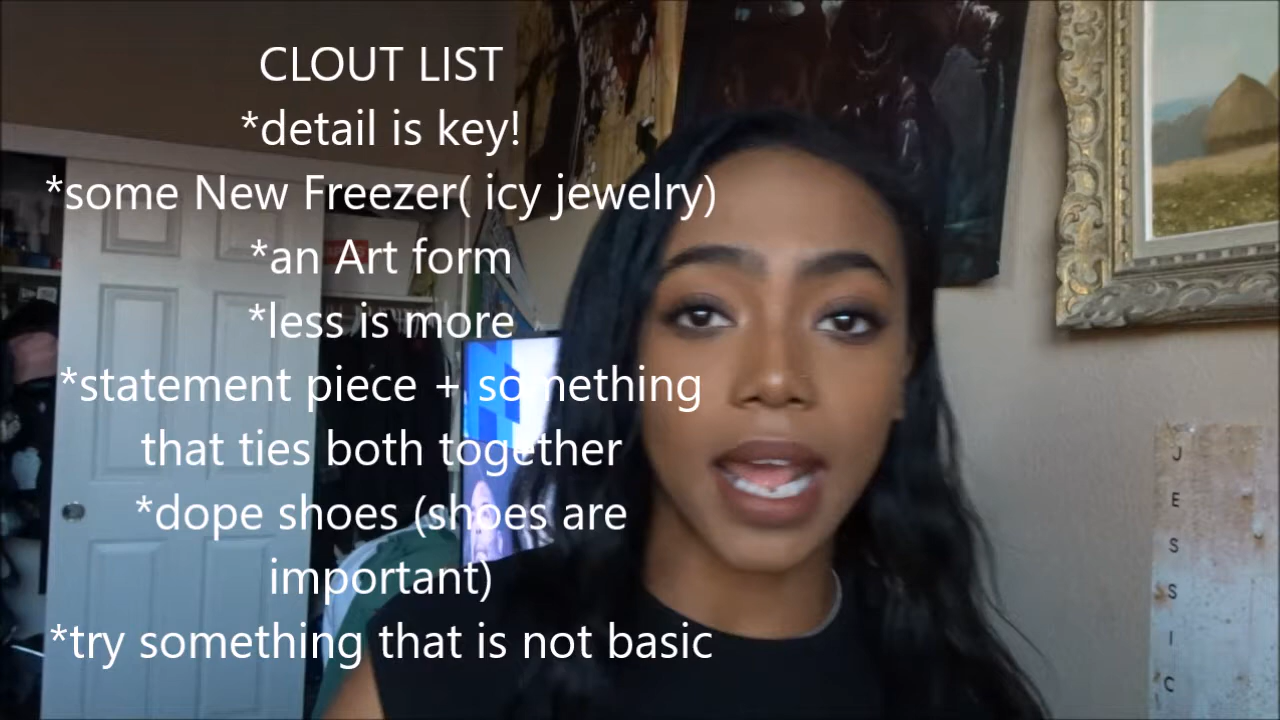 CLOUT LIST
*detail is key!
*some New Freezer( icy jewelry)
*an Art form
*less is more
*statement piece + something
that ties both together
*dope shoes (shoes are
important)
*try something that is not basic
J
E
S
S
I
C